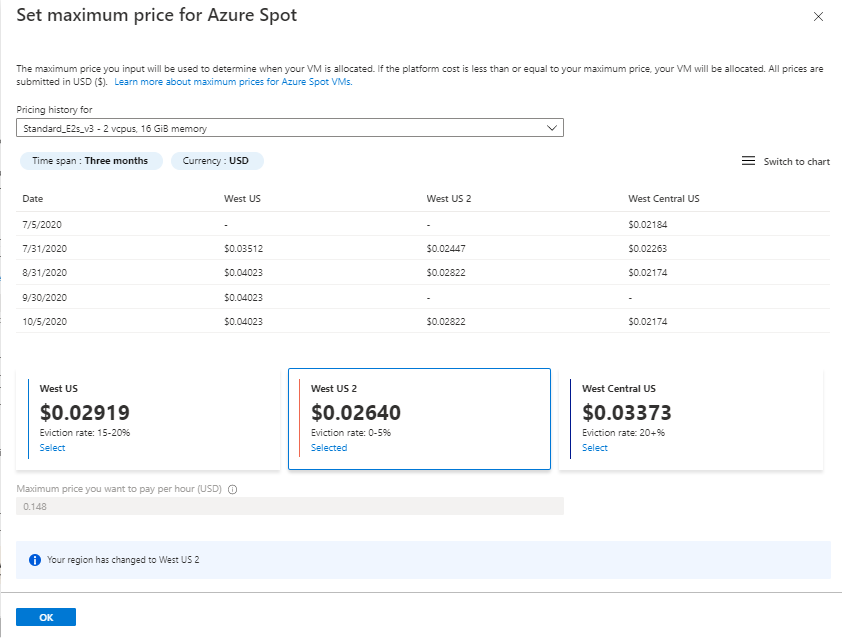 Set maximum price for Azure Spot
The maximum price you input will be used to determine when your VM is allocated. If the platform cost is less than or equal to your maximum price, your VM will be allocated. All prices are
submitted in USD ($). Learn more about maximum prices for Azure Spot VMs.
Pricing history for
Standard_E2s_v3 - 2 vcpus, 16 GiB memory
Time span : Three months Currency : USD Switch to chart
Date West US West US 2 West Central US
7/5/2020 - - $0.02184
7/31/2020 $0.03512 $0.02447 $0.02263
8/31/2020 $0.04023 $0.02822 $0.02174
9/30/2020 $0.04023 - -
10/5/2020 $0.04023 $0.02822 $0.02174
West US West US 2 West Central US
$0.02919 $0.02640 $0.03373
Eviction rate: 15-20% Eviction rate: 0-5% Eviction rate: 20+%
Select Selected Select
Maximum price you want to pay per hour (USD)
0.148
Your region has changed to West US 2
OK